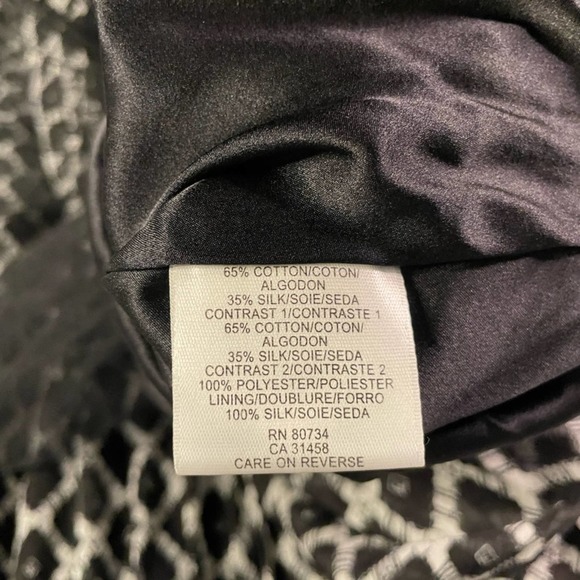 65% COTTON/COTON/
ALGODON
35% SILK/SOIE/SEDA
CONTRAST 1/CONTRASTE 1
65% COTTON/COTON/
ALGODON
35% SILK/SOIE/SEDA
CONTRAST 2/CONTRASTE 2
100% POLYESTER/POLIESTER
LINING/DOUBLURE/FORRO
100% SILK/SOIE/SEDA
RN 80734
CA 31458
CARE ON REVERSE